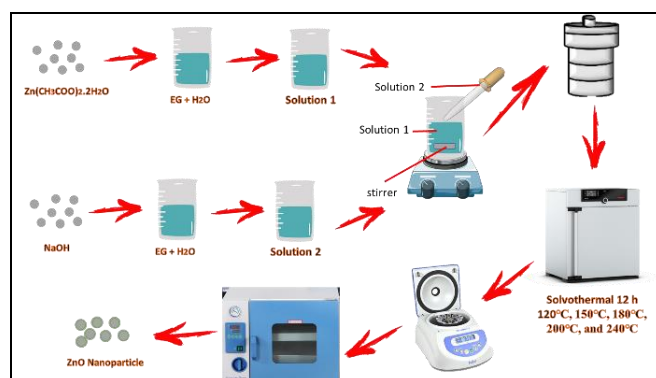 Zn(CH3COO)2.2H2O
EG + H2O
Solution 1
Solution 2
Solution 1
stirrer
NaOH
EG + H2O
Solution 2
Solvothermal 12 h
120°C, 150°C, 180°C,
200°C, and 240°C
ZnO Nanoparticle